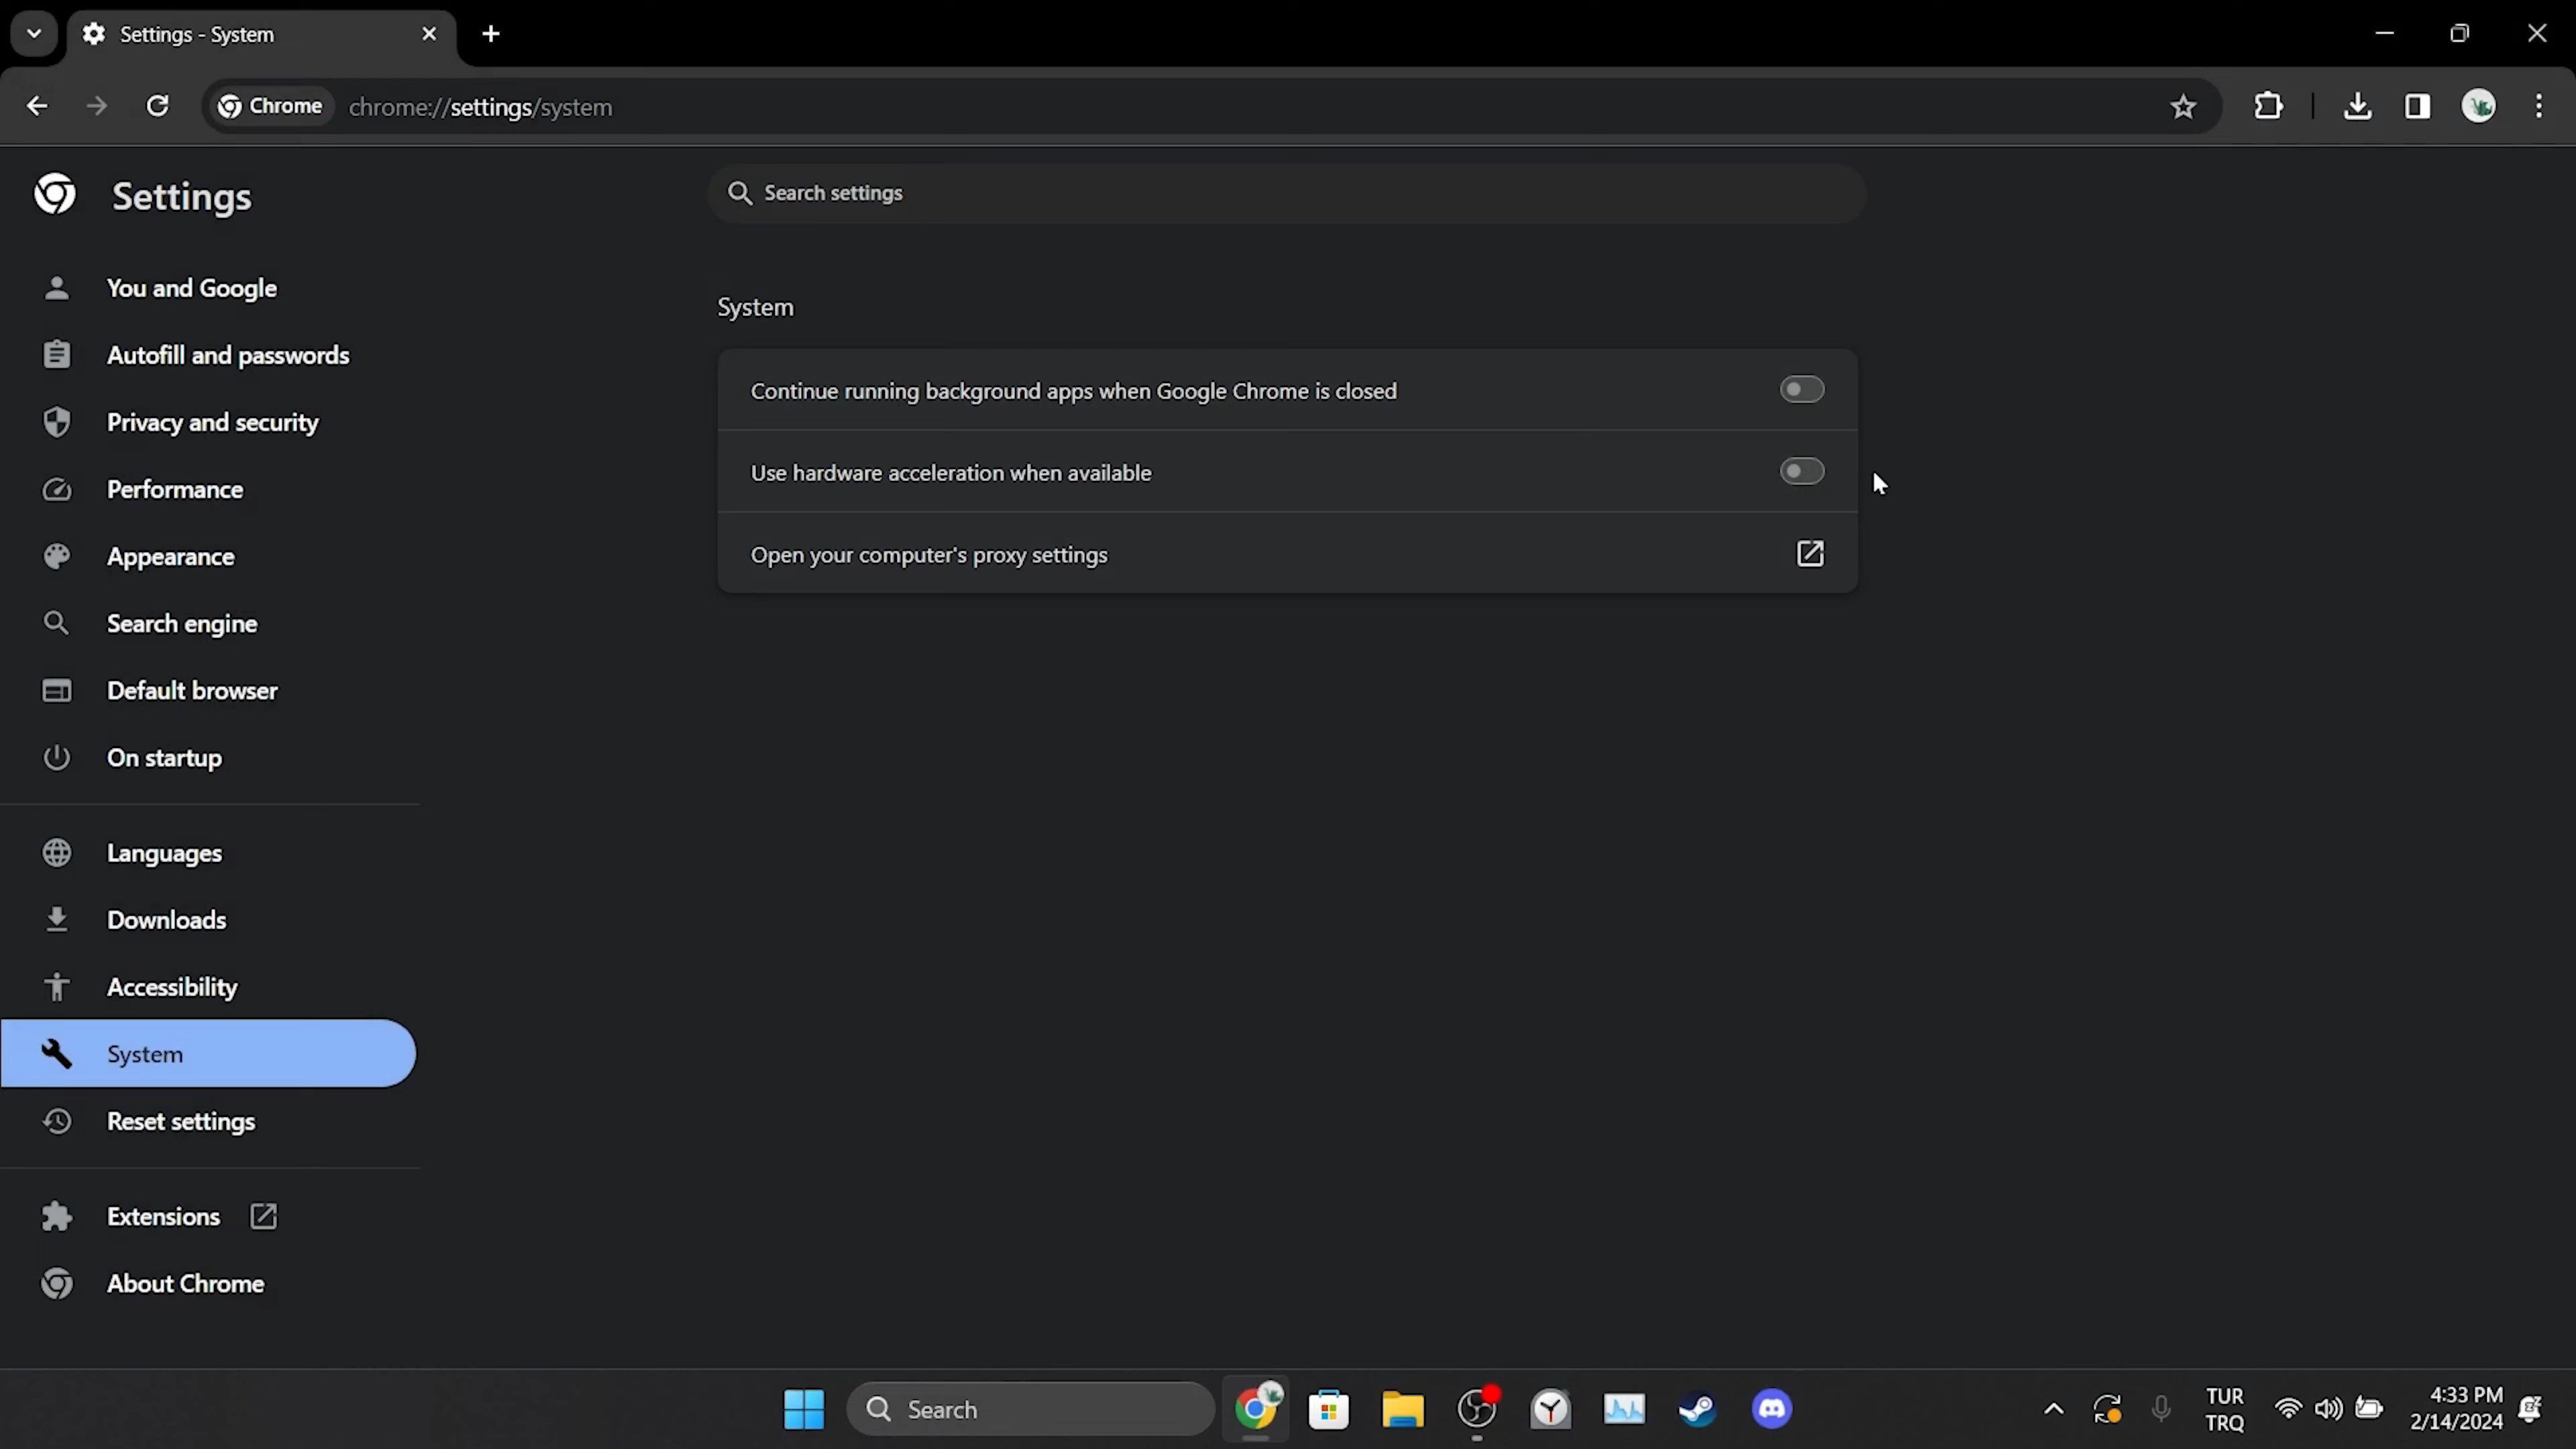 Settings - System
Chrome
chrome://settings/system
Settings
Search settings
You and Google
Autofill and passwords
Privacy and security
Performance
Appearance
Search engine
Default browser
On startup
Languages
Downloads
Accessibility
System
Reset settings
Extensions
About Chrome
System
Continue running background apps when Google Chrome is closed
Use hardware acceleration when available
Open your computer's proxy settings
Search
TUR
TRQ
4:33 PM
2/14/2024